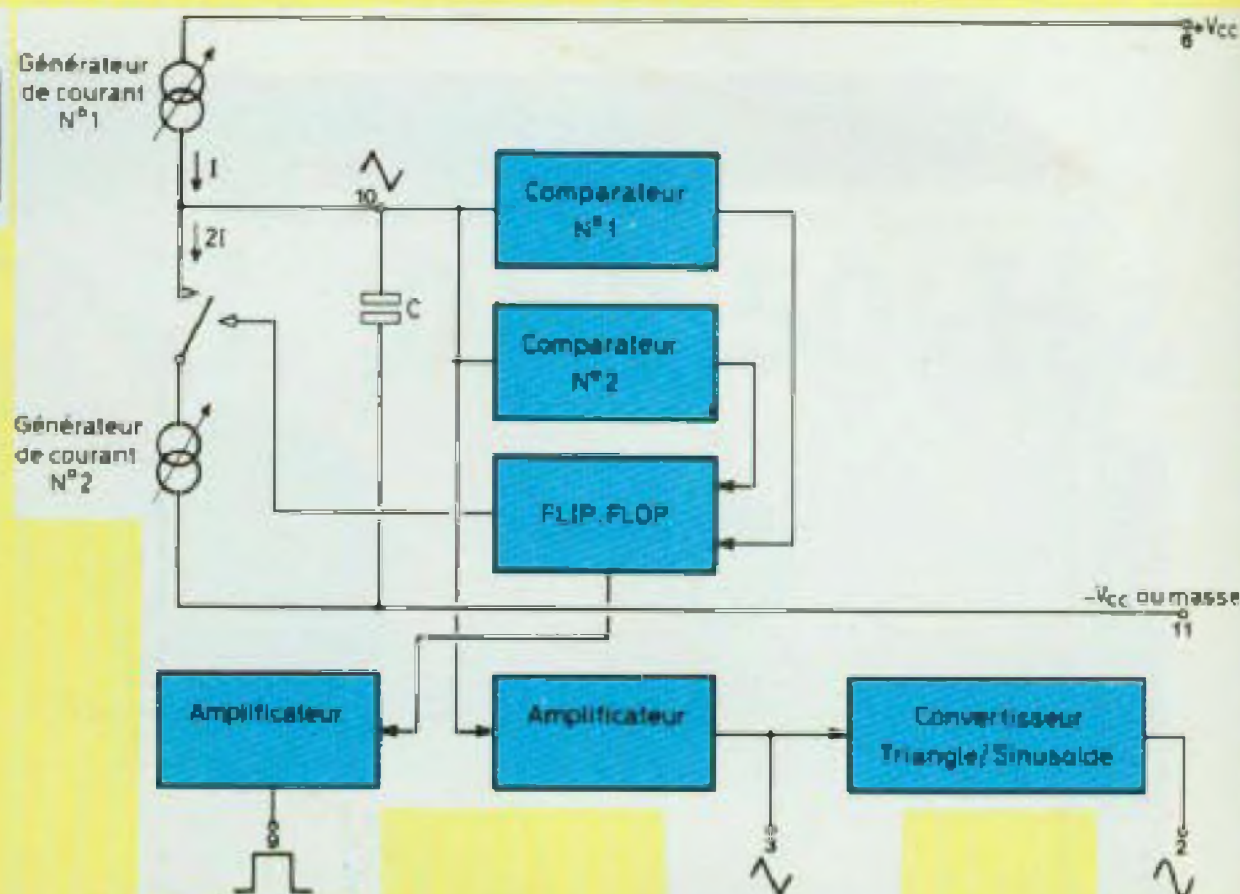 6 +Vcc
Générateur
de courant
N°1
I
10
2I
C
Comparateur
N°1
Comparateur
N°2
Générateur
de courant
N°2
FLIP.FLOP
-Vcc ou masse
11
Amplificateur
Amplificateur
Convertisseur
Triangle/Sinusoïde
9
3
2